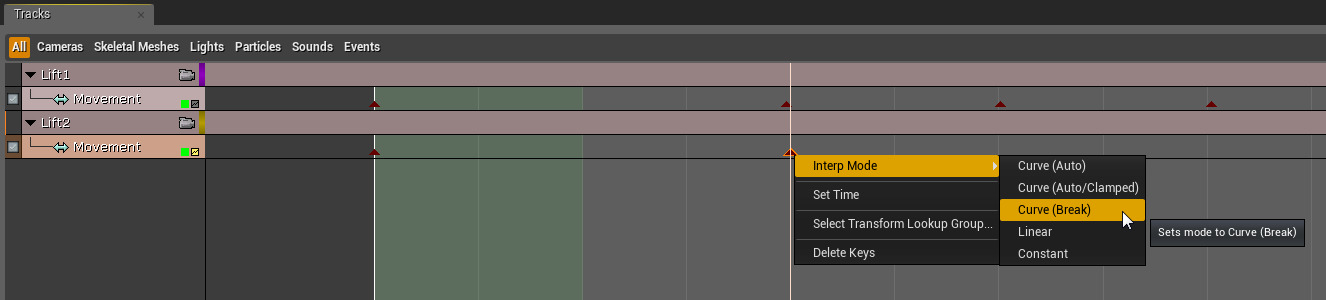 Tracks
All Cameras Skeletal Meshes Lights Particles Sounds Events
Lift1
Movement
Lift2
Movement
Interp Mode
Set Time
Select Transform Lookup Group...
Delete Keys
Curve (Auto)
Curve (Auto/Clamped)
Curve (Break)
Linear
Constant
Sets mode to Curve (Break)